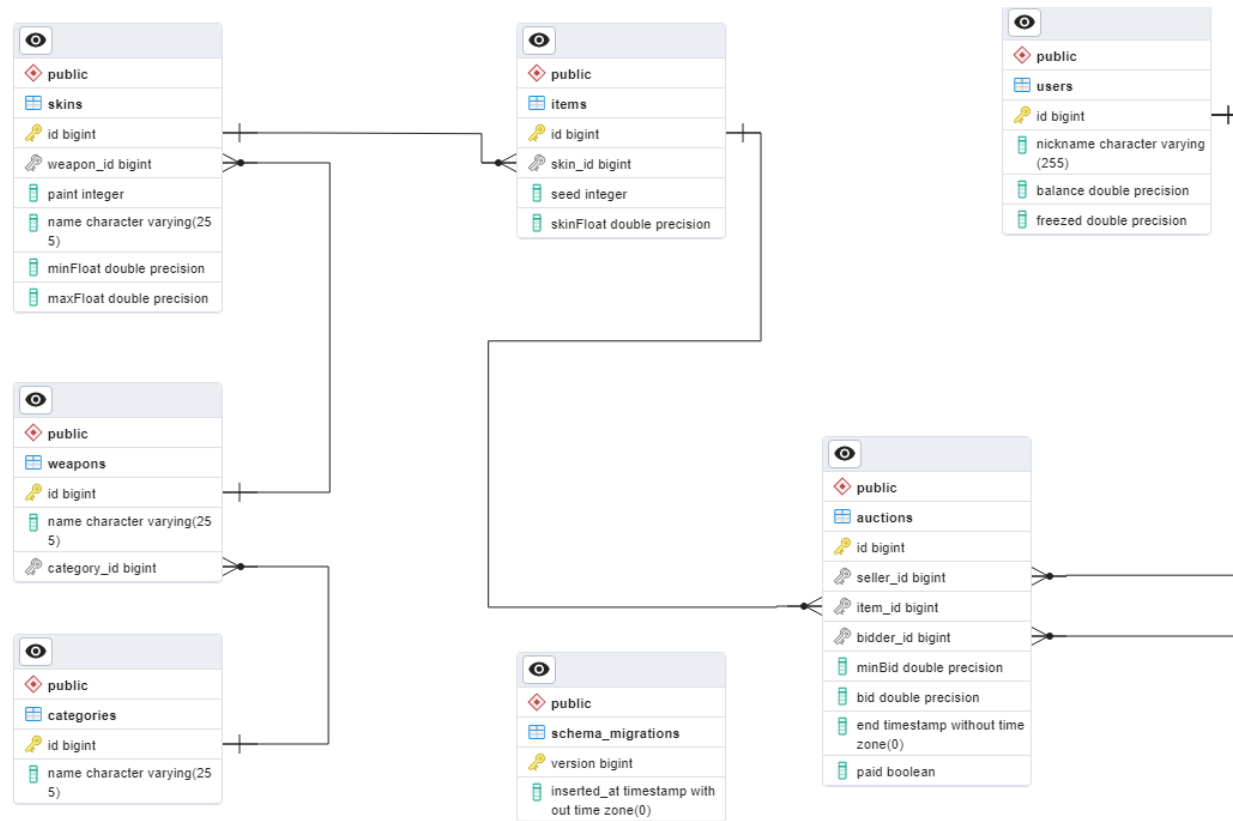 public
skins
id bigint
weapon_id bigint
paint integer
name character varying(25
5)
minFloat double precision
maxFloat double precision
public
items
id bigint
skin_id bigint
seed integer
skinFloat double precision
public
users
id bigint
nickname character varying
(255)
balance double precision
freezed double precision
public
weapons
id bigint
name character varying(25
5)
category_id bigint
public
categories
id bigint
name character varying(25
5)
public
schema_migrations
version bigint
inserted_at timestamp with
out time zone(0)
public
auctions
id bigint
seller_id bigint
item_id bigint
bidder_id bigint
minBid double precision
bid double precision
end timestamp without time
zone(0)
paid boolean